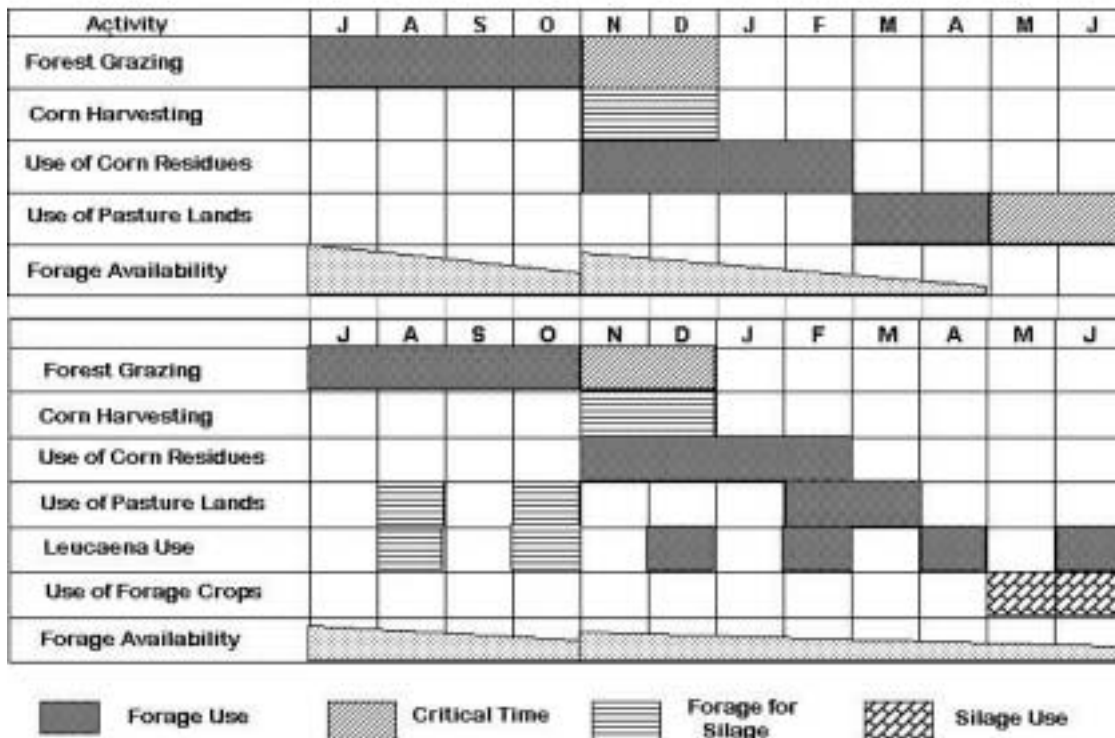 Activity J A S O N D J F M A M J
Forest Grazing
Corn Harvesting
Use of Corn Residues
Use of Pasture Lands
Forage Availability
J A S O N D J F M A M J
Forest Grazing
Corn Harvesting
Use of Corn Residues
Use of Pasture Lands
Leucaena Use
Use of Forage Crops
Forage Availability
Forage Use
Critical Time
Forage for
Silage
Silage Use